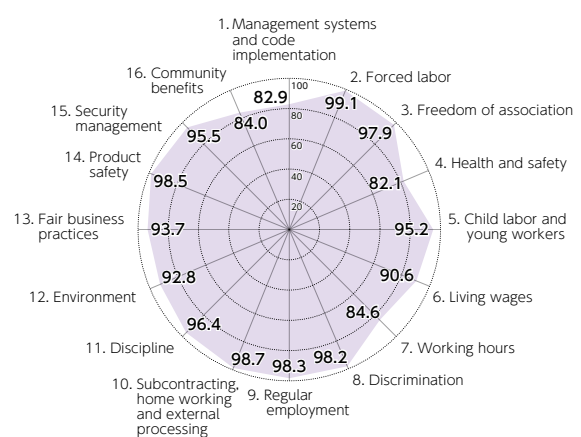 1. Management systems
and code
implementation
2. Forced labor
3. Freedom of association
4. Health and safety
5. Child labor and
young workers
6. Living wages
7. Working hours
8. Discrimination
9. Regular
employment
10. Subcontracting,
home working
and external
processing
11. Discipline
12. Environment
13. Fair business
practices
14. Product
safety
15. Security
management
16. Community
benefits
100
80
60
40
20
82.9
99.1
97.9
82.1
95.2
90.6
84.6
98.2
98.3
98.7
96.4
92.8
93.7
98.5
95.5
84.0